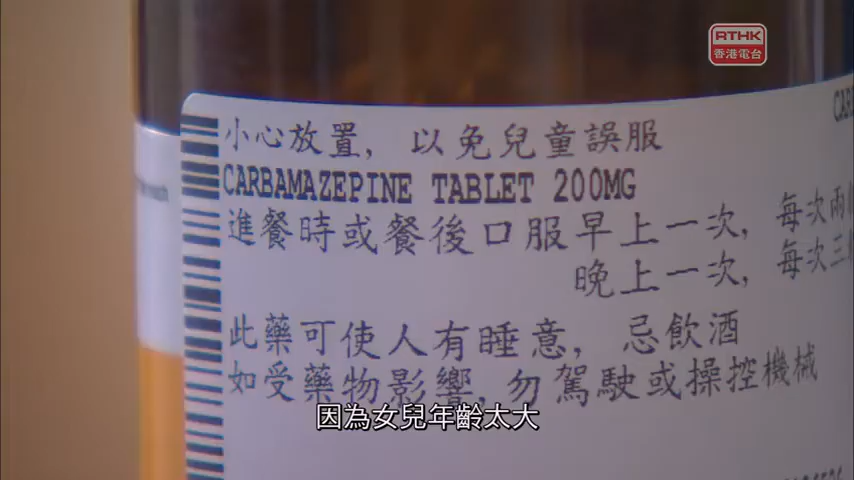 RTHK
香港電台
小心放置, 以免兒童誤服
CARBAMAZEPINE TABLET 200MG
進餐時或餐後口服早上一次, 每次兩
晚上一次, 每次三
此藥可使人有睡意, 忌飲酒
如受藥物影響, 勿駕駛或操控機械
因為女兒年齡太大